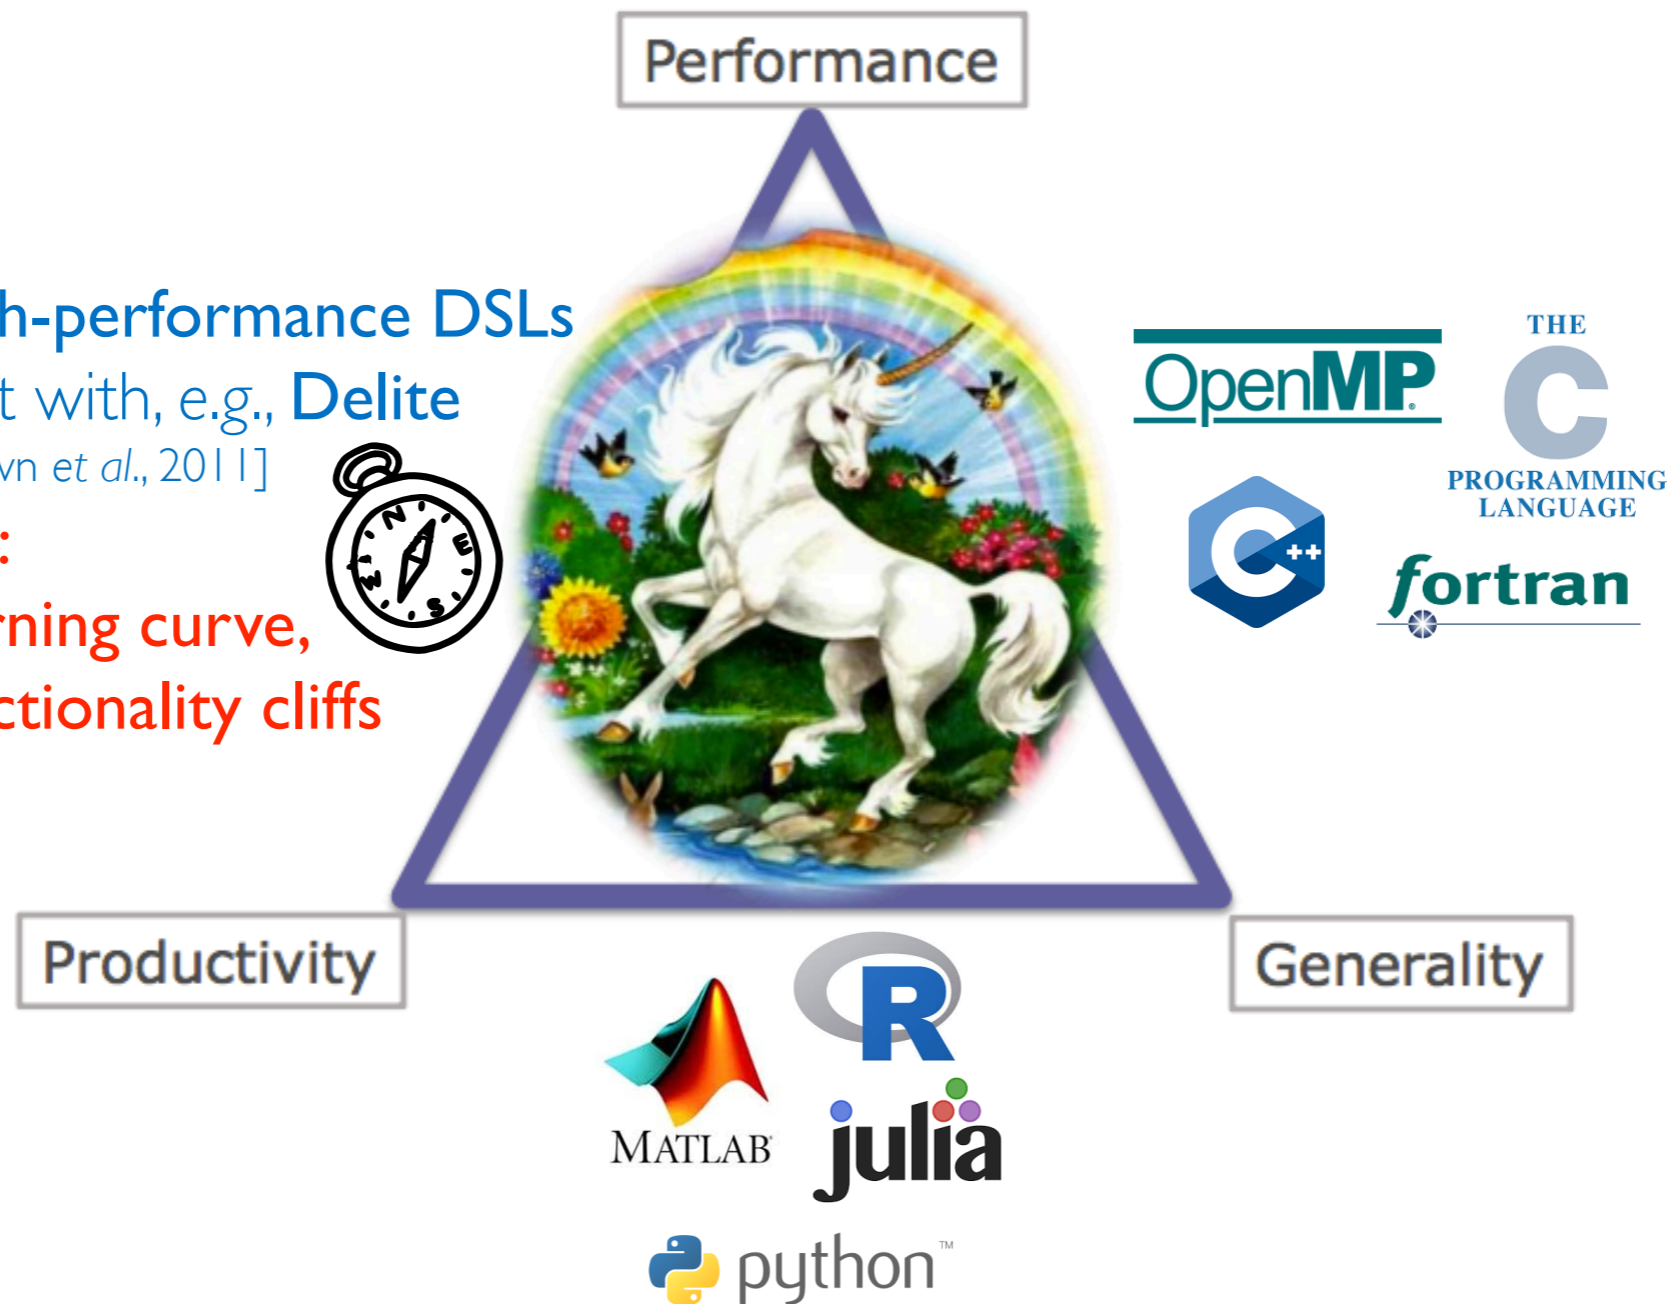 Performance
h-performance DSLs
t with, e.g., Delite
wn et al., 2011]
:
rning curve,
ctionality cliffs
N
E
S
W
OpenMP®
THE
C
PROGRAMMING
LANGUAGE
C++
fortran
Productivity
Generality
R
MATLAB®
julia
python™